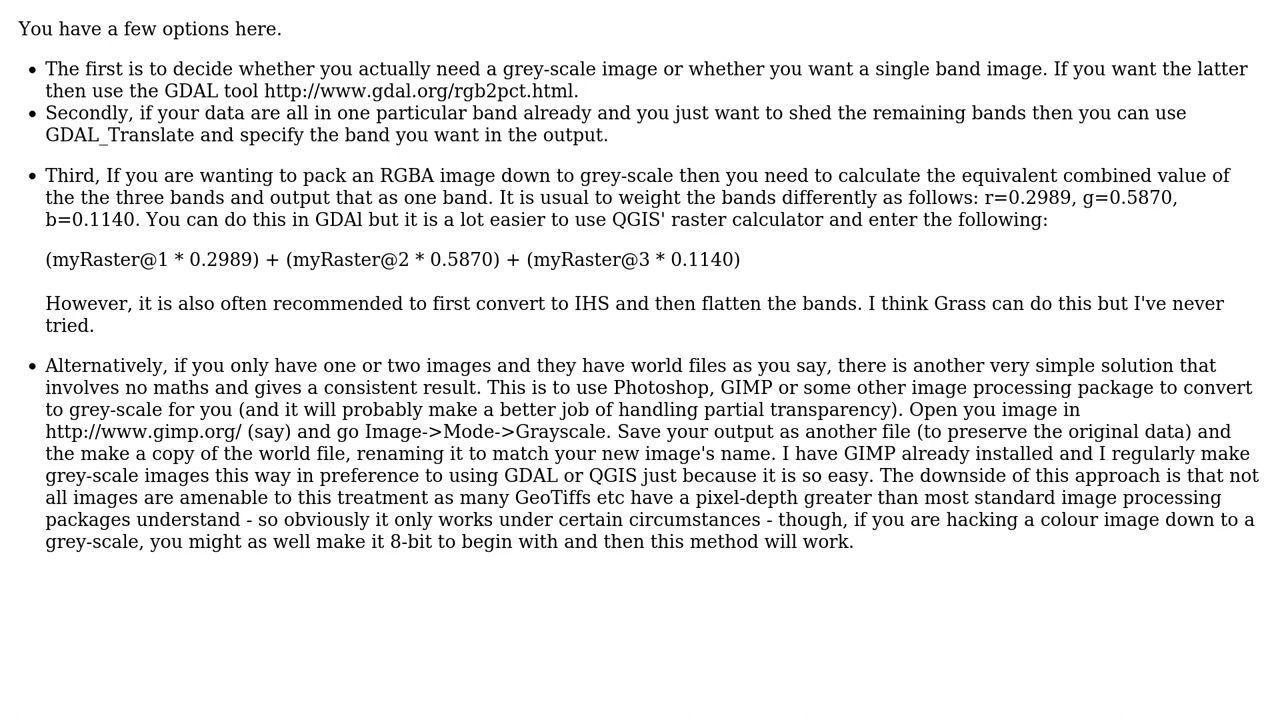 You have a few options here.
The first is to decide whether you actually need a grey-scale image or whether you want a single band image. If you want the latter
then use the GDAL tool http://www.gdal.org/rgb2pct.html.
Secondly, if your data are all in one particular band already and you just want to shed the remaining bands then you can use
GDAL_Translate and specify the band you want in the output.
Third, If you are wanting to pack an RGBA image down to grey-scale then you need to calculate the equivalent combined value of
the the three bands and output that as one band. It is usual to weight the bands differently as follows: r=0.2989, g=0.5870,
b=0.1140. You can do this in GDAl but it is a lot easier to use QGIS' raster calculator and enter the following:
(myRaster@1 * 0.2989) + (myRaster@2 * 0.5870) + (myRaster@3 * 0.1140)
However, it is also often recommended to first convert to IHS and then flatten the bands. I think Grass can do this but I've never
tried.
Alternatively, if you only have one or two images and they have world files as you say, there is another very simple solution that
involves no maths and gives a consistent result. This is to use Photoshop, GIMP or some other image processing package to convert
to grey-scale for you (and it will probably make a better job of handling partial transparency). Open you image in
http://www.gimp.org/ (say) and go Image->Mode->Grayscale. Save your output as another file (to preserve the original data) and
the make a copy of the world file, renaming it to match your new image's name. I have GIMP already installed and I regularly make
grey-scale images this way in preference to using GDAL or QGIS just because it is so easy. The downside of this approach is that not
all images are amenable to this treatment as many GeoTiffs etc have a pixel-depth greater than most standard image processing
packages understand - so obviously it only works under certain circumstances - though, if you are hacking a colour image down to a
grey-scale, you might as well make it 8-bit to begin with and then this method will work.